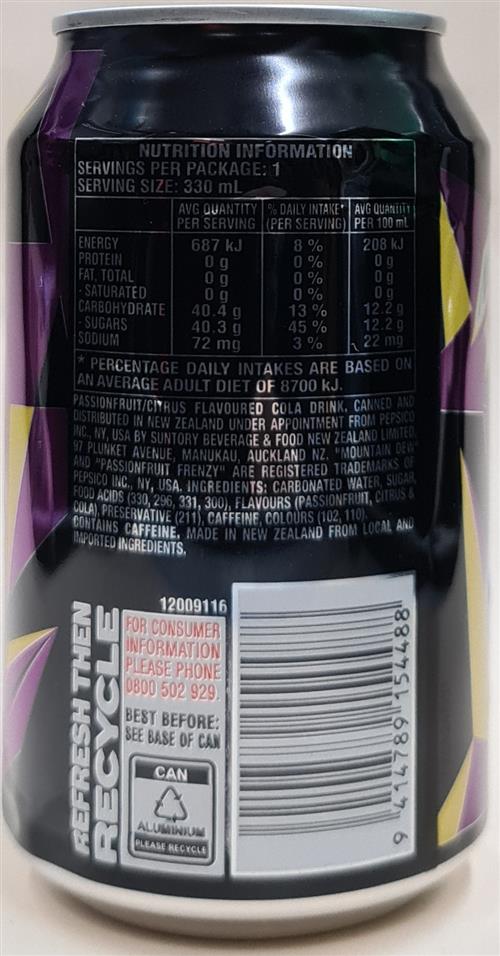 NUTRITION INFORMATION
SERVINGS PER PACKAGE: 1
SERVING SIZE: 330 mL
AVG QUANTITY PER SERVING | % DAILY INTAKE* (PER SERVING) | AVG QUANTITY PER 100 mL
ENERGY 687 kJ 8 % 208 kJ
PROTEIN 0 g 0 % 0 g
FAT, TOTAL 0 g 0 % 0 g
- SATURATED 0 g 0 % 0 g
CARBOHYDRATE 40.4 g 13 % 12.2 g
- SUGARS 40.3 g 45 % 12.2 g
SODIUM 72 mg 3 % 22 mg
* PERCENTAGE DAILY INTAKES ARE BASED ON
AN AVERAGE ADULT DIET OF 8700 kJ.
PASSIONFRUIT/CITRUS FLAVOURED COLA DRINK. CANNED AND
DISTRIBUTED IN NEW ZEALAND UNDER APPOINTMENT FROM PEPSICO
INC., NY, USA BY SUNTORY BEVERAGE & FOOD NEW ZEALAND LIMITED,
97 PLUNKET AVENUE, MANUKAU, AUCKLAND NZ. "MOUNTAIN DEW"
AND "PASSIONFRUIT FRENZY" ARE REGISTERED TRADEMARKS OF
PEPSICO INC., NY, USA. INGREDIENTS: CARBONATED WATER, SUGAR,
FOOD ACIDS (330, 296, 331, 300), FLAVOURS (PASSIONFRUIT, CITRUS &
COLA), PRESERVATIVE (211), CAFFEINE, COLOURS (102, 110).
CONTAINS CAFFEINE. MADE IN NEW ZEALAND FROM LOCAL AND
IMPORTED INGREDIENTS.
12009116
REFRESH THEN
RECYCLE
FOR CONSUMER
INFORMATION
PLEASE PHONE
0800 502 929.
BEST BEFORE:
SEE BASE OF CAN
CAN
ALUMINIUM
PLEASE RECYCLE
9 414789 154488